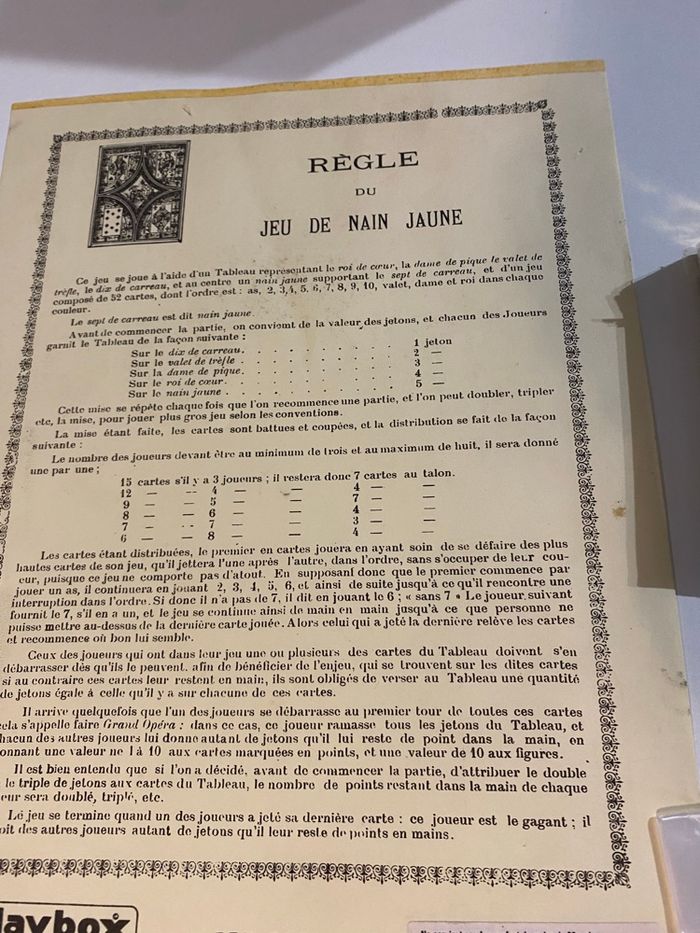 RÈGLE
DU
JEU DE NAIN JAUNE
Ce jeu se joue à l'aide d'un Tableau représentant le roi de cœur, la dame de pique le valet de
trèfle, le dix de carreau, et au centre un nain jaune supportant le sept de carreau, et d'un jeu
composé de 52 cartes, dont l'ordre est : as, 2, 3, 4, 5, 6, 7, 8, 9, 10, valet, dame et roi dans chaque
couleur.
Le sept de carreau est dit nain jaune.
Avant de commencer la partie, on convient de la valeur des jetons, et chacun des Joueurs
garnit le Tableau de la façon suivante :
Sur le dix de carreau. . . . . . . . 1 jeton
Sur le valet de trèfle . . . . . . . . 2 —
Sur la dame de pique. . . . . . . . 3 —
Sur le roi de cœur. . . . . . . . 4 —
Sur le nain jaune . . . . . . . . 5 —
Cette mise se répète chaque fois que l'on recommence une partie, et l'on peut doubler, tripler
etc, la mise, pour jouer plus gros jeu selon les conventions.
La mise étant faite, les cartes sont battues et coupées, et la distribution se fait de la façon
suivante :
Le nombre des joueurs devant être au minimum de trois et au maximum de huit, il sera donné
une par une ;
15 cartes s'il y a 3 joueurs ; il restera donc 7 cartes au talon.
12 — — 4 — — 4 —
9 — — 5 — — 7 —
8 — — 6 — — 4 —
7 — — 7 — — 3 —
6 — — 8 — — 4 —
Les cartes étant distribuées, le premier en cartes jouera en ayant soin de se défaire des plus
hautes cartes de son jeu, qu'il jettera l'une après l'autre, dans l'ordre, sans s'occuper de leur cou-
eur, puisque ce jeu ne comporte pas d'atout. En supposant donc que le premier commence par
jouer un as, il continuera en jouant 2, 3, 4, 5, 6, et ainsi de suite jusqu'à ce qu'il rencontre une
interruption dans l'ordre. Si donc il n'a pas de 7, il dit en jouant le 6 ; « sans 7 » Le joueur suivant
fournit le 7, s'il en a un, et le jeu se continue ainsi de main en main jusqu'à ce que personne ne
puisse mettre au-dessus de la dernière carte jouée. Alors celui qui a jeté la dernière relève les cartes
et recommence où bon lui semble.
Ceux des joueurs qui ont dans leur jeu une ou plusieurs des cartes du Tableau doivent s'en
débarrasser dès qu'ils le peuvent. afin de bénéficier de l'enjeu, qui se trouvent sur les dites cartes
si au contraire ces cartes leur restent en main, ils sont obligés de verser au Tableau une quantité
de jetons égale à celle qu'il y a sur chacune de ces cartes.
Il arrive quelquefois que l'un des joueurs se débarrasse au premier tour de toutes ces cartes
cela s'appelle faire Grand Opéra : dans ce cas, ce joueur ramasse tous les jetons du Tableau, et
hacun des autres joueurs lui donne autant de jetons qu'il lui reste de point dans la main, en
onnant une valeur de 1 à 10 aux cartes marquées en points, et une valeur de 10 aux figures.
Il est bien entendu que si l'on a décidé, avant de commencer la partie, d'attribuer le double
le triple de jetons aux cartes du Tableau, le nombre de points restant dans la main de chaque
eur sera doublé, triplé, etc.
Le jeu se termine quant un des joueurs a jeté sa dernière carte : ce joueur est le gagant ; il
oit des autres joueurs autant de jetons qu'il leur reste de points en mains.
laybox